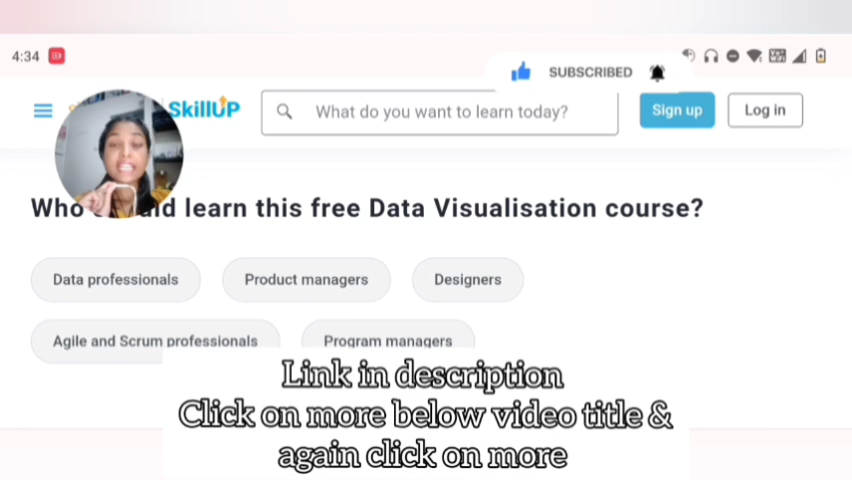 4:34
SUBSCRIBED
SkillUP
What do you want to learn today?
Sign up
Log in
Who should learn this free Data Visualisation course?
Data professionals
Product managers
Designers
Agile and Scrum professionals
Program managers
Link in description
Click on more below video title &
again click on more